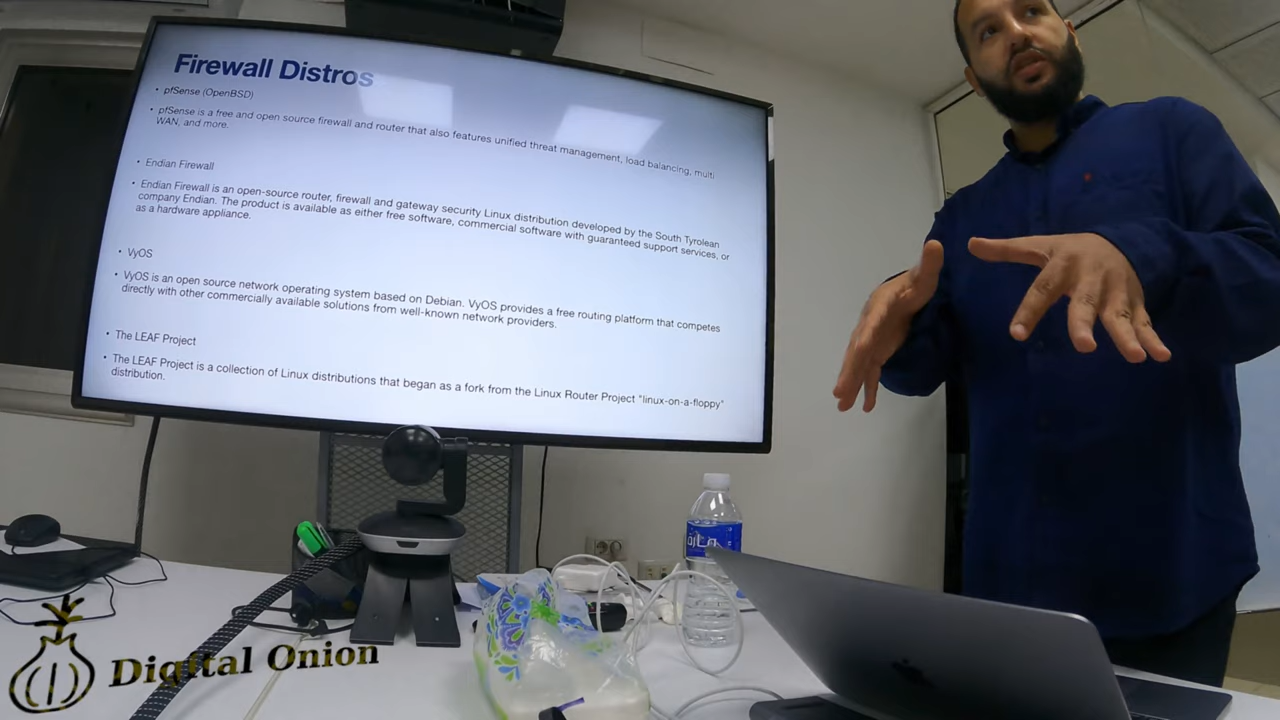 Firewall Distros
• pfSense (OpenBSD)
• pfSense is a free and open source firewall and router that also features unified threat management, load balancing, multi
WAN, and more.
• Endian Firewall
• Endian Firewall is an open-source router, firewall and gateway security Linux distribution developed by the South Tyrolean
company Endian. The product is available as either free software, commercial software with guaranteed support services, or
as a hardware appliance.
• VyOS
• VyOS is an open source network operating system based on Debian. VyOS provides a free routing platform that competes
directly with other commercially available solutions from well-known network providers.
• The LEAF Project
• The LEAF Project is a collection of Linux distributions that began as a fork from the Linux Router Project "linux-on-a-floppy"
distribution.
Digital Onion